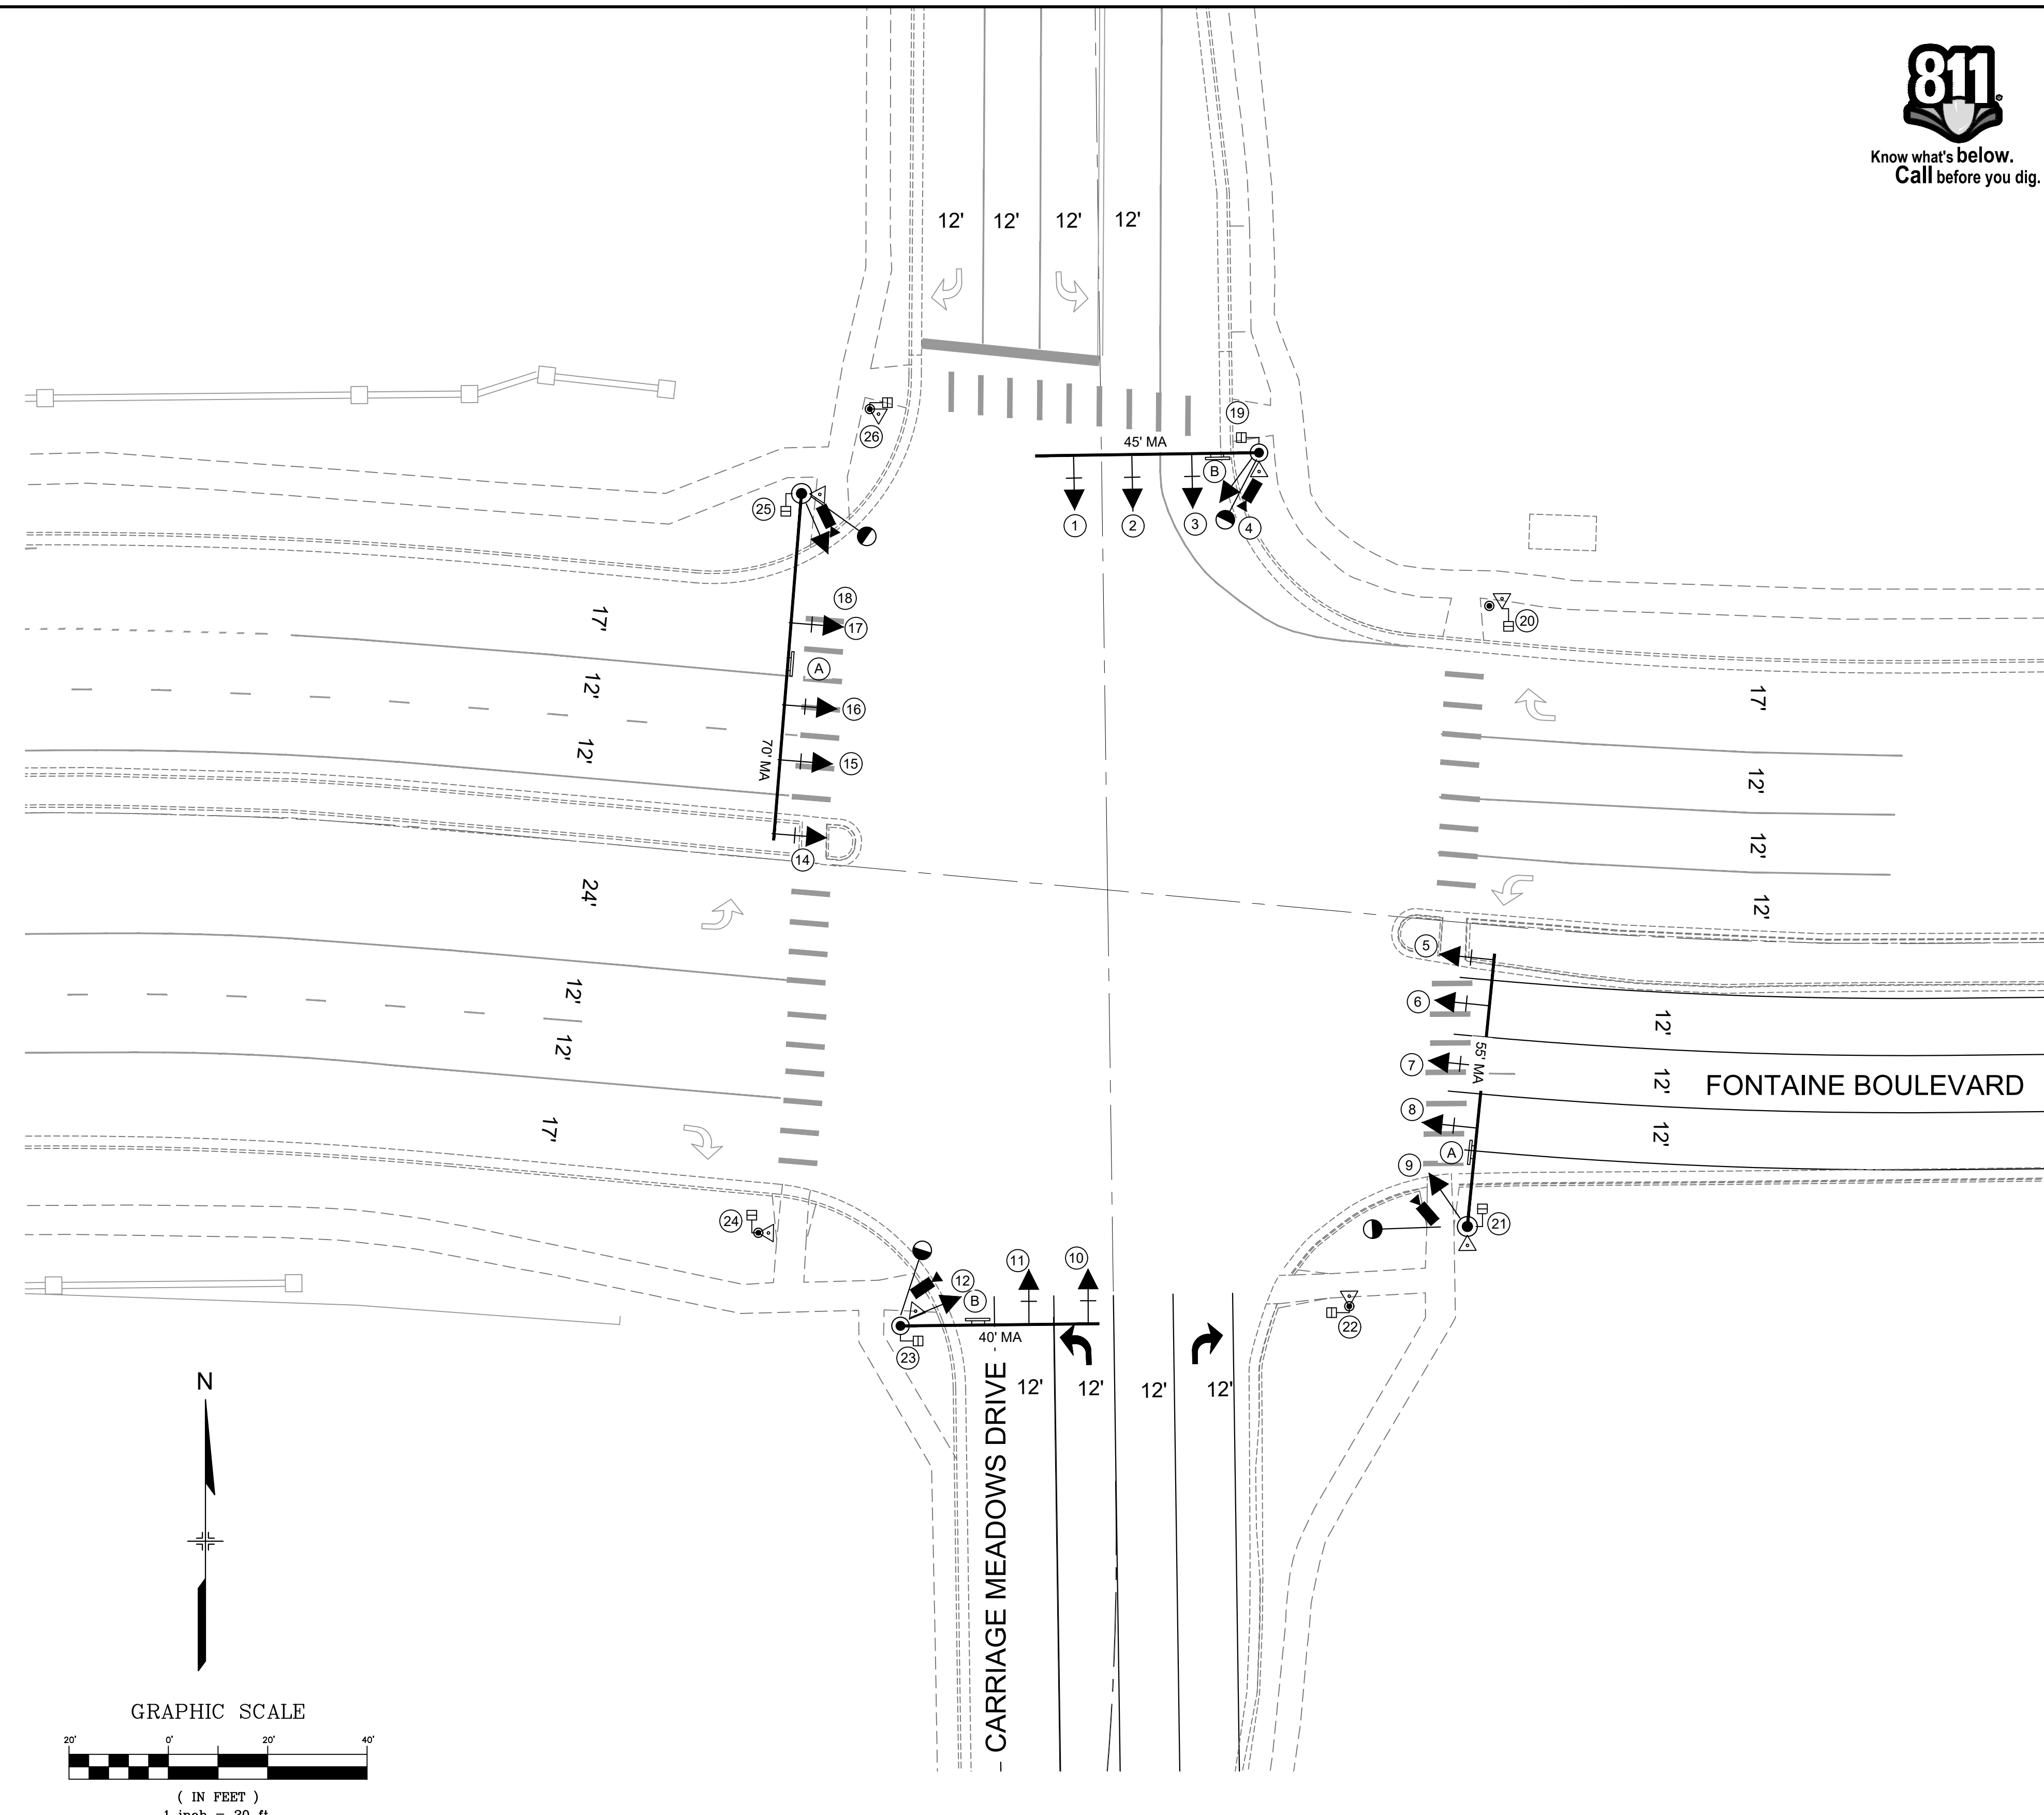 811
Know what's below.
Call before you dig.
12' 12' 12' 12'
19
26
45' MA
B
25
1
2
3
4
18
17
20
17'
A
12'
16
17'
12'
70' MA
15
12'
14
12'
24'
12'
5
12'
6
12'
12'
55' MA
7
12'
FONTAINE BOULEVARD
8
17'
12'
A
9
24
21
11
10
12
B
40' MA
22
23
CARRIAGE MEADOWS DRIVE
12' 12' 12' 12'
N
GRAPHIC SCALE
20' 0' 20' 40'
( IN FEET )
1 inch = 20 ft